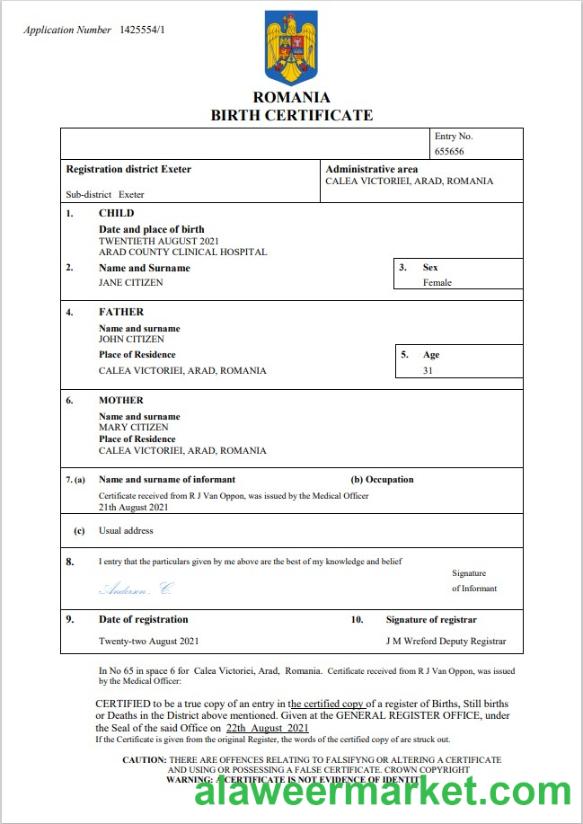 Application Number 1425554/1
ROMANIA
BIRTH CERTIFICATE
Entry No.
655656
Registration district Exeter
Sub-district Exeter
Administrative area
CALEA VICTORIEI, ARAD, ROMANIA
1. CHILD
Date and place of birth
TWENTIETH AUGUST 2021
ARAD COUNTY CLINICAL HOSPITAL
2. Name and Surname
JANE CITIZEN
3. Sex
Female
4. FATHER
Name and surname
JOHN CITIZEN
Place of Residence
CALEA VICTORIEI, ARAD, ROMANIA
5. Age
31
6. MOTHER
Name and surname
MARY CITIZEN
Place of Residence
CALEA VICTORIEI, ARAD, ROMANIA
7. (a) Name and surname of informant (b) Occupation
Certificate received from R J Van Oppon, was issued by the Medical Officer
21th August 2021
(c) Usual address
8. I entry that the particulars given by me above are the best of my knowledge and belief
Anderson. C.
Signature
of Informant
9. Date of registration
Twenty-two August 2021
10. Signature of registrar
J M Wreford Deputy Registrar
In No 65 in space 6 for Calea Victoriei, Arad, Romania. Certificate received from R J Van Oppon, was issued
by the Medical Officer:
CERTIFIED to be a true copy of an entry in the certified copy of a register of Births, Still births
or Deaths in the District above mentioned. Given at the GENERAL REGISTER OFFICE, under
the Seal of the said Office on 22th August 2021
If the Certificate is given from the original Register, the words of the certified copy of are struck out.
CAUTION: THERE ARE OFFENCES RELATING TO FALSIFYNG OR ALTERING A CERTIFICATE
AND USING OR POSSESSING A FALSE CERTIFICATE. CROWN COPYRIGHT
WARNING: A CERTIFICATE IS NOT EVIDENCE OF IDENTITY
alaweermarket.com